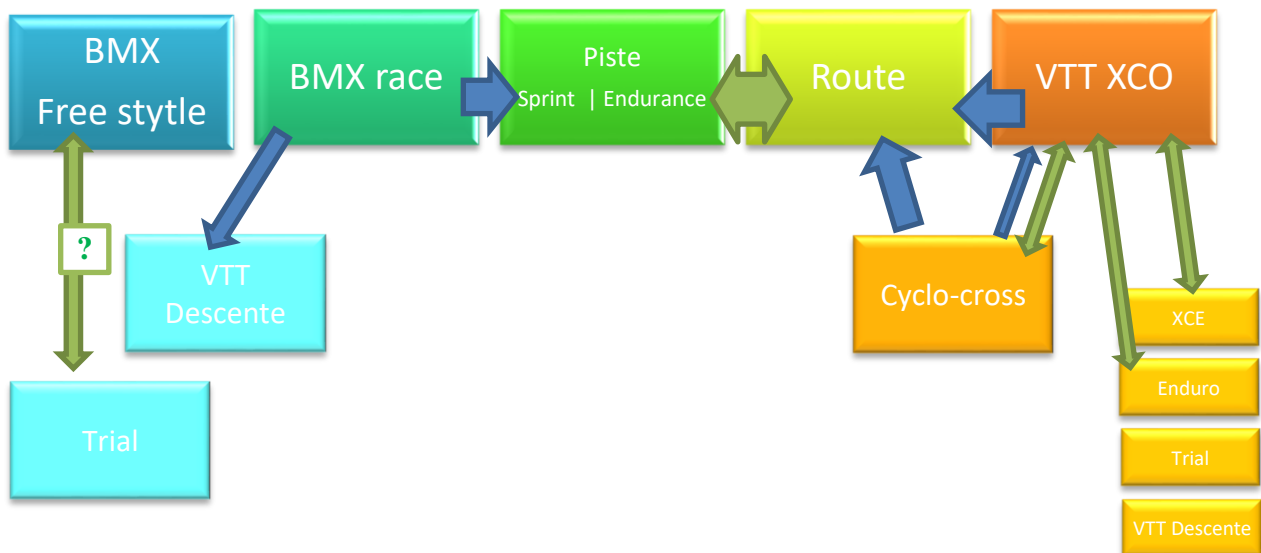 BMX
Free stytle
BMX race
Piste
Sprint | Endurance
Route
VTT XCO
?
VTT
Descente
Cyclo-cross
XCE
Enduro
Trial
Trial
VTT Descente